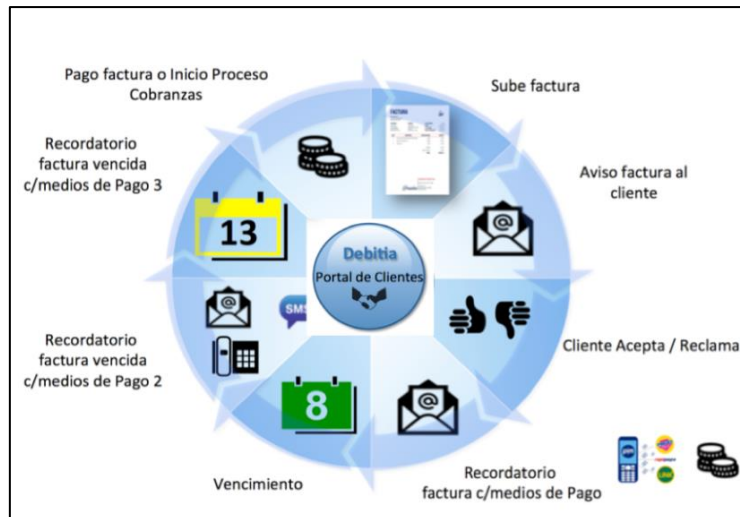 Pago factura o Inicio Proceso
Cobranzas
Sube factura
Recordatorio
factura vencida
c/medios de Pago 3
FACTURA
Aviso factura al
cliente
13
Debitia
Portal de Clientes
SMS
Cliente Acepta / Reclama
Recordatorio
factura vencida
c/medios de Pago 2
8
Vencimiento
Recordatorio
factura c/medios de Pago